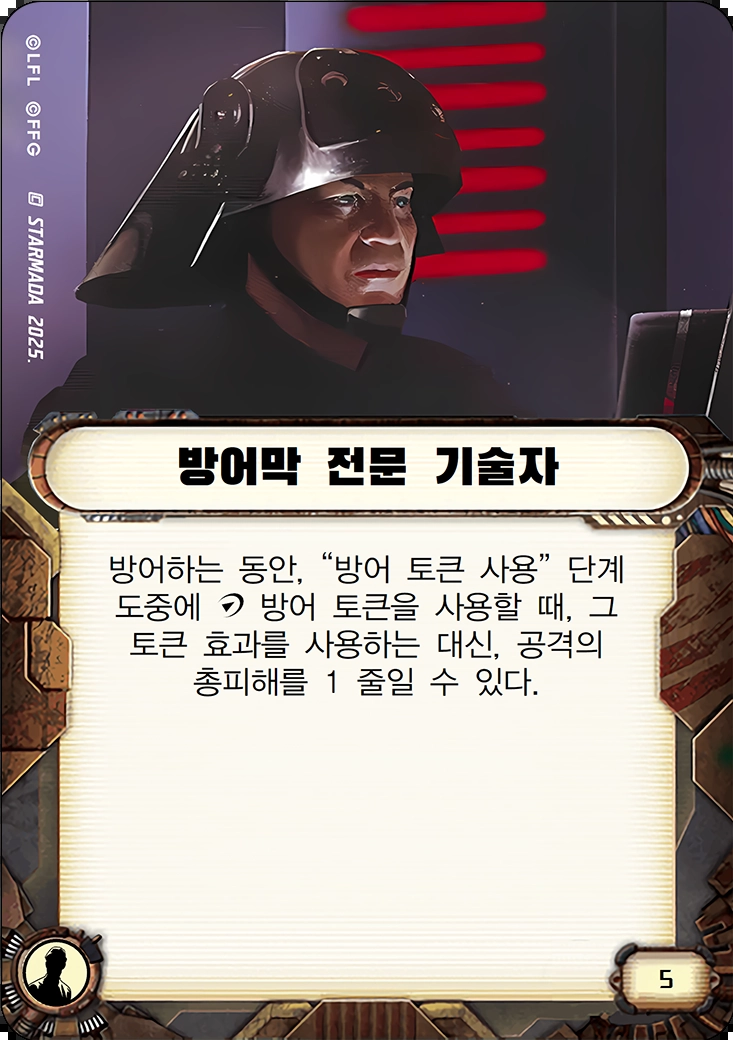 ©LFL ©FFG
STARMADA 2025.
방어막 전문 기술자
방어하는 동안, “방어 토큰 사용” 단계
도중에 방어 토큰을 사용할 때, 그
토큰 효과를 사용하는 대신, 공격의
총피해를 1 줄일 수 있다.
5